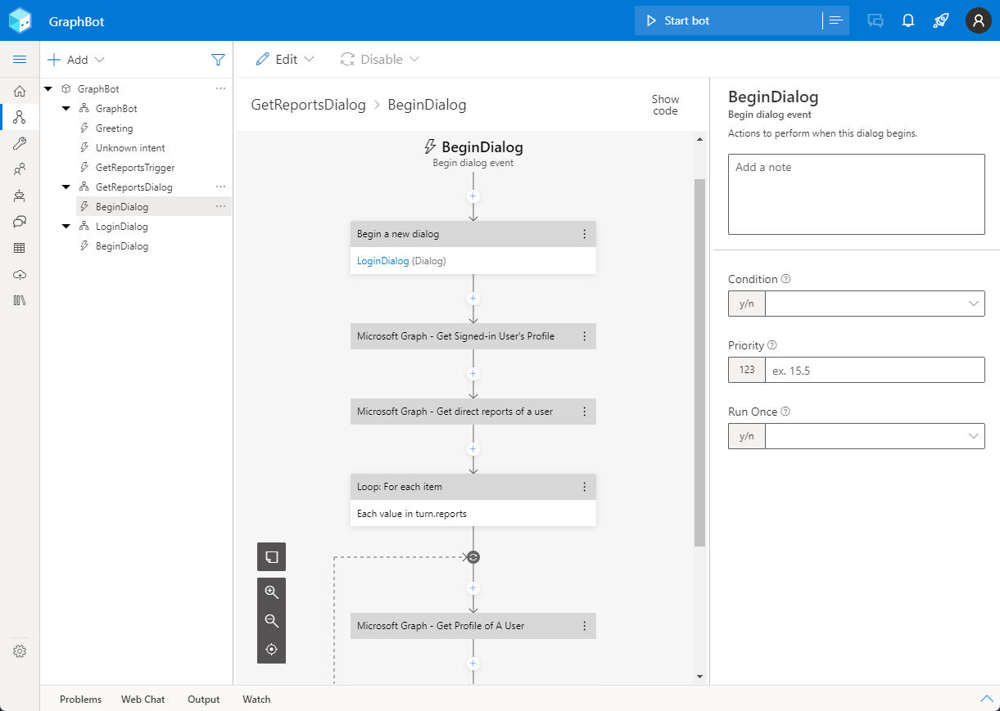 GraphBot
Start bot
Add
Edit
Disable
GraphBot
GraphBot
Greeting
Unknown intent
GetReportsTrigger
GetReportsDialog
BeginDialog
LoginDialog
BeginDialog
GetReportsDialog > BeginDialog
Show
code
BeginDialog
Begin dialog event
Begin a new dialog
LoginDialog (Dialog)
Microsoft Graph - Get Signed-in User's Profile
Microsoft Graph - Get direct reports of a user
Loop: For each item
Each value in turn.reports
Microsoft Graph - Get Profile of A User
BeginDialog
Begin dialog event
Actions to perform when this dialog begins.
Add a note
Condition
y/n
Priority
123 ex. 15.5
Run Once
y/n
Problems Web Chat Output Watch